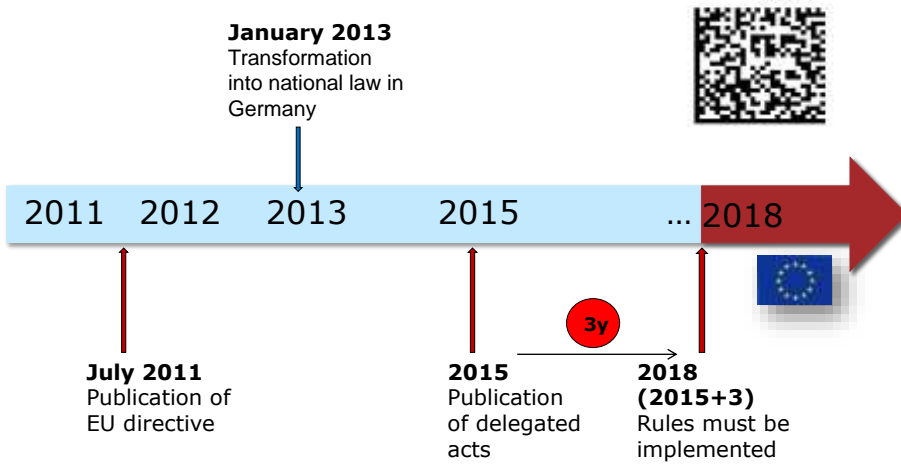 January 2013
Transformation
into national law in
Germany
2011 2012 2013 2015 ... 2018
3y
July 2011
Publication of
EU directive
2015
Publication
of delegated
acts
2018
(2015+3)
Rules must be
implemented